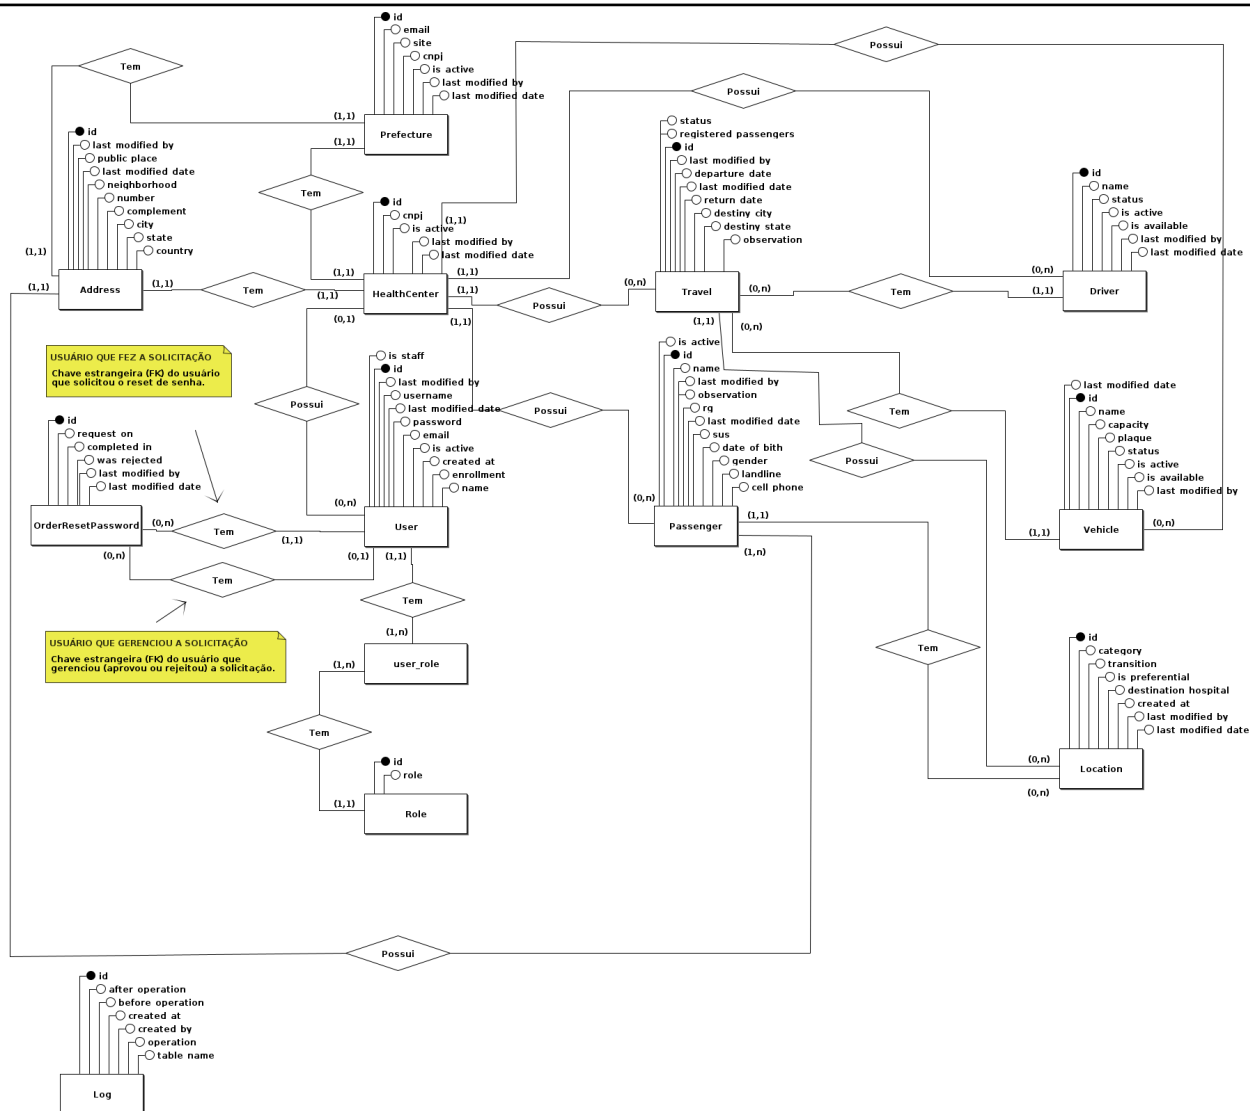 Tem
id
email
site
cnpj
is active
last modified by
last modified date
(1,1)
Prefecture
(1,1)
Tem
Possui
Possui
id
last modified by
public place
last modified date
neighborhood
number
complement
city
state
country
(1,1)
Address
(1,1)
(1,1)
Tem
id
cnpj
is active
last modified by
last modified date
(1,1)
(1,1)
HealthCenter
(1,1)
(1,1)
(1,1)
(1,1)
(0,1)
(1,1)
Possui
(0,n)
status
registered passengers
id
last modified by
departure date
last modified date
return date
destiny city
destiny state
observation
Travel
(0,n)
(1,1)
(0,n)
Tem
id
name
status
is active
is available
last modified by
last modified date
(0,n)
(1,1)
Driver
USUÁRIO QUE FEZ A SOLICITAÇÃO
Chave estrangeira (FK) do usuário
que solicitou o reset de senha.
Possui
Possui
is staff
id
last modified by
username
last modified date
password
email
is active
created at
enrollment
name
(0,n)
User
(1,1)
(0,1)
(1,1)
is active
id
name
last modified by
observation
rg
last modified date
sus
date of bith
gender
landline
cell phone
(0,n)
Passenger
(1,1)
(1,n)
Tem
Possui
last modified date
id
name
capacity
plaque
status
is active
is available
last modified by
Vehicle
(1,1)
(0,n)
id
request on
completed in
was rejected
last modified by
last modified date
OrderResetPassword
(0,n)
(0,n)
Tem
Tem
USUÁRIO QUE GERENCIOU A SOLICITAÇÃO
Chave estrangeira (FK) do usuário que
gerenciou (aprovou ou rejeitou) a solicitação.
Tem
(1,n)
user_role
(1,n)
Tem
id
role
(1,1)
Role
Tem
id
category
transition
is preferential
destination hospital
created at
last modified by
last modified date
(0,n)
Location
(0,n)
Possui
id
after operation
before operation
created at
created by
operation
table name
Log